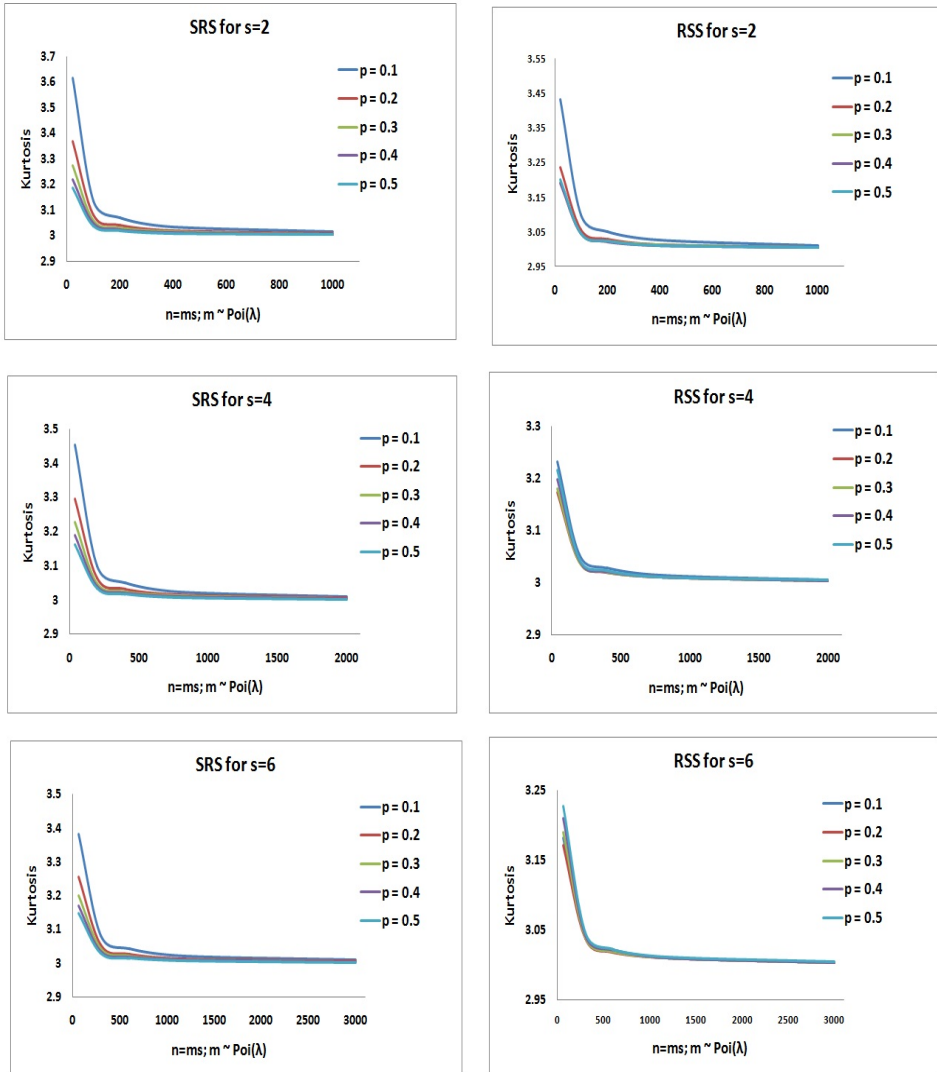 SRS for s=2
3.7
3.6
3.5
3.4
3.3
3.2
3.1
3
2.9
Kurtosis
0 200 400 600 800 1000
n=ms; m ~ Poi(λ)
p = 0.1
p = 0.2
p = 0.3
p = 0.4
p = 0.5
RSS for s=2
3.55
3.45
3.35
3.25
3.15
3.05
2.95
Kurtosis
0 200 400 600 800 1000
n=ms; m ~ Poi(λ)
p = 0.1
p = 0.2
p = 0.3
p = 0.4
p = 0.5
SRS for s=4
3.5
3.4
3.3
3.2
3.1
3
2.9
Kurtosis
0 500 1000 1500 2000
n=ms; m ~ Poi(λ)
p = 0.1
p = 0.2
p = 0.3
p = 0.4
p = 0.5
RSS for s=4
3.3
3.2
3.1
3
2.9
Kurtosis
0 500 1000 1500 2000
n=ms; m ~ Poi(λ)
p = 0.1
p = 0.2
p = 0.3
p = 0.4
p = 0.5
SRS for s=6
3.5
3.4
3.3
3.2
3.1
3
2.9
Kurtosis
0 500 1000 1500 2000 2500 3000
n=ms; m ~ Poi(λ)
p = 0.1
p = 0.2
p = 0.3
p = 0.4
p = 0.5
RSS for s=6
3.25
3.15
3.05
2.95
Kurtosis
0 500 1000 1500 2000 2500 3000
n=ms; m ~ Poi(λ)
p = 0.1
p = 0.2
p = 0.3
p = 0.4
p = 0.5